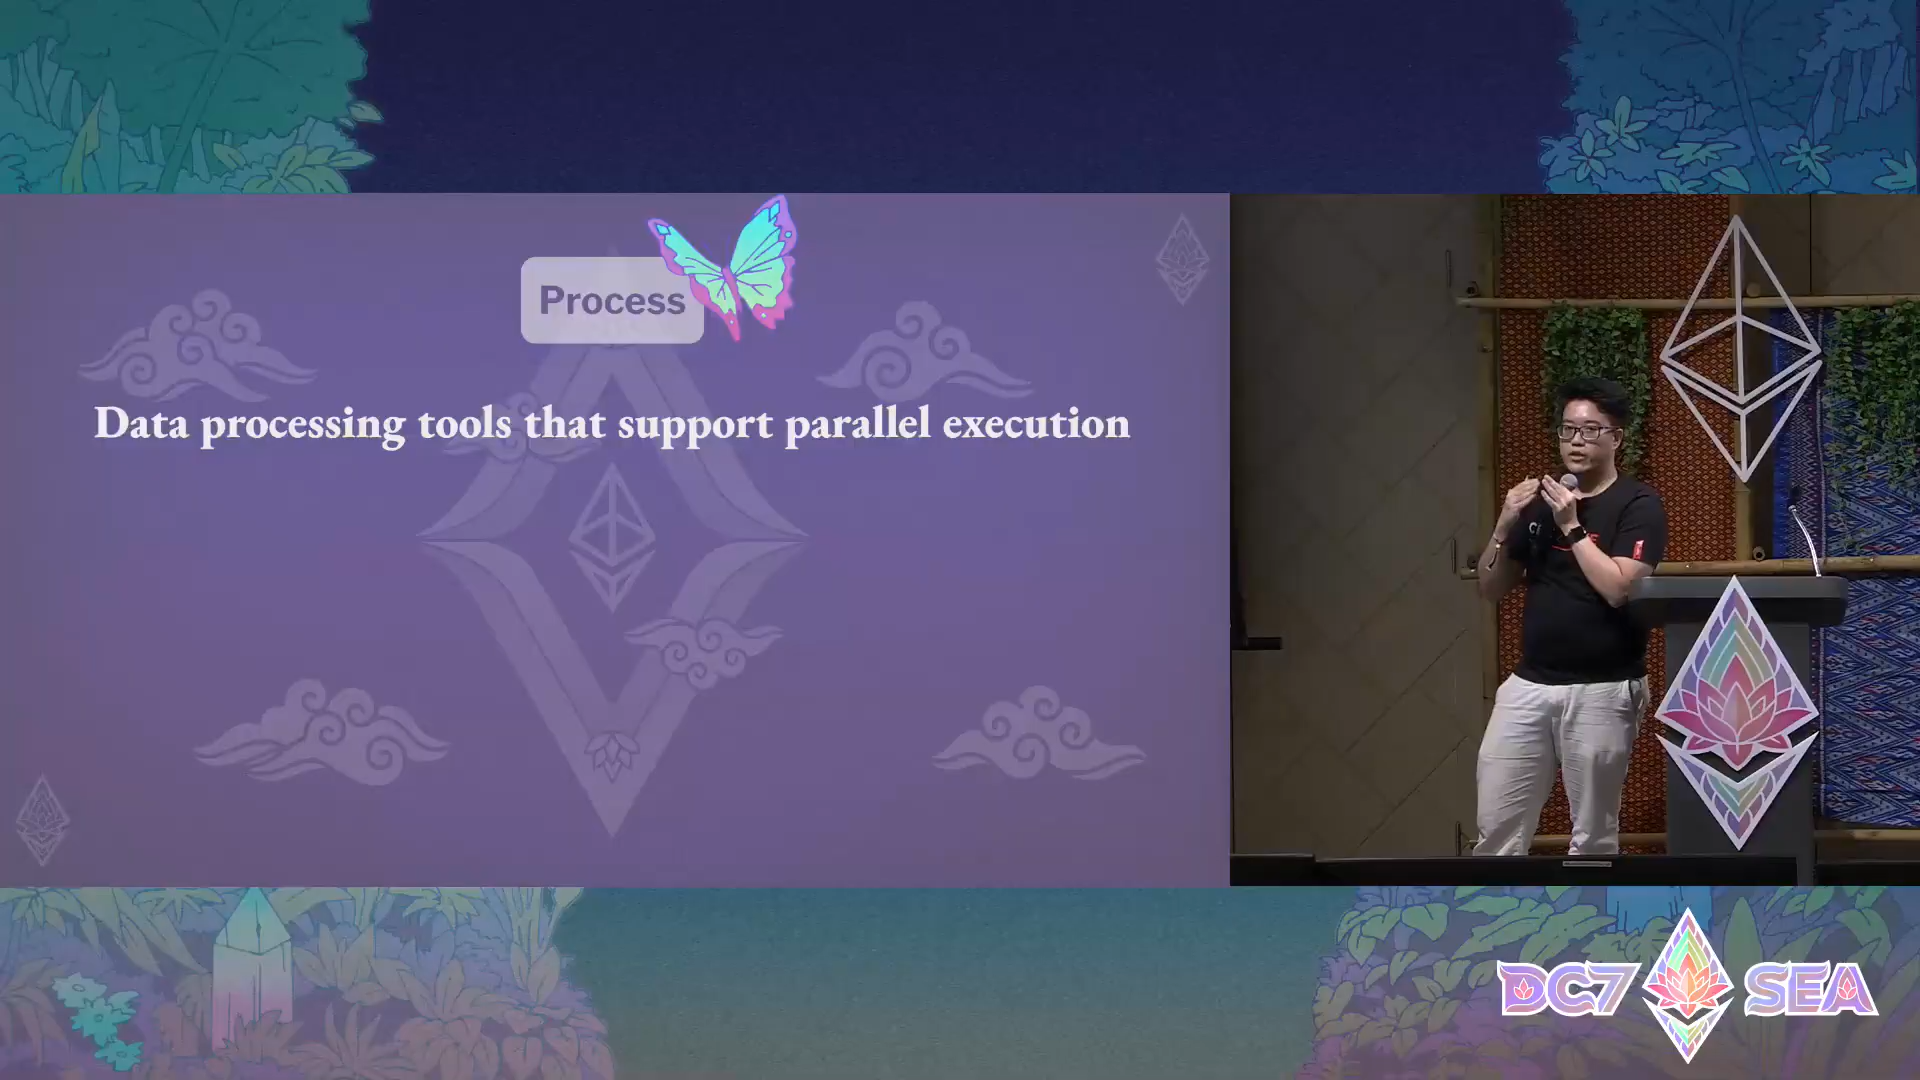 Process
Data processing tools that support parallel execution
DC7 SEA